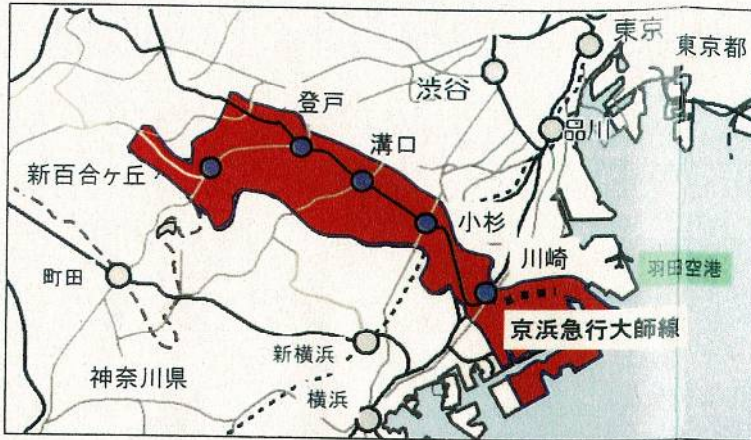 東京
東京都
渋谷
品川
登戸
溝口
新百合ヶ丘
小杉
川崎
羽田空港
町田
京浜急行大師線
新横浜
神奈川県
横浜